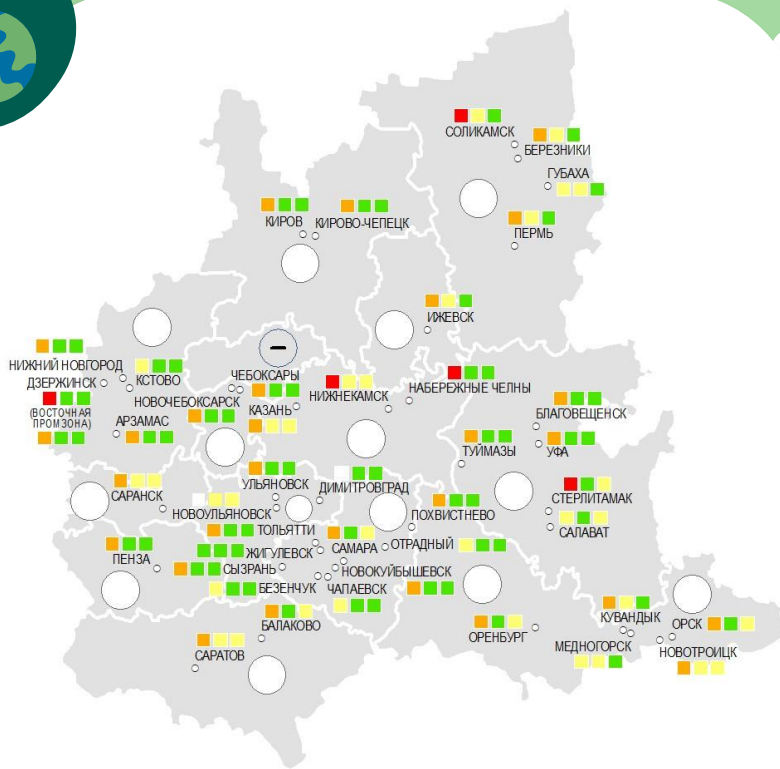 СОЛИКАМСК
БЕРЕЗНИКИ
ГУБАХА
КИРОВ
КИРОВО-ЧЕПЕЦК
ПЕРМЬ
ИЖЕВСК
НИЖНИЙ НОВГОРОД
ДЗЕРЖИНСК
КСТОВО
ЧЕБОКСАРЫ
НИЖНЕКАМСК
НАБЕРЕЖНЫЕ ЧЕЛНЫ
НОВОЧЕБОКСАРСК
КАЗАНЬ
(ВОСТОЧНАЯ
ПРОМЗОНА)
АРЗАМАС
БЛАГОВЕЩЕНСК
ТУЙМАЗЫ
УФА
САРАНСК
УЛЬЯНОВСК
ДИМИТРОВГРАД
СТЕРЛИТАМАК
НОВОУЛЬЯНОВСК
ПОХВИСТНЕВО
САЛАВАТ
ТОЛЬЯТТИ
ПЕНЗА
ЖИГУЛЕВСК
САМАРА
ОТРАДНЫЙ
СЫЗРАНЬ
НОВОКУЙБЫШЕВСК
БЕЗЕНЧУК
ЧАПАЕВСК
БАЛАКОВО
ОРЕНБУРГ
КУВАНДЫК
ОРСК
САРАТОВ
МЕДНОГОРСК
НОВОТРОИЦК